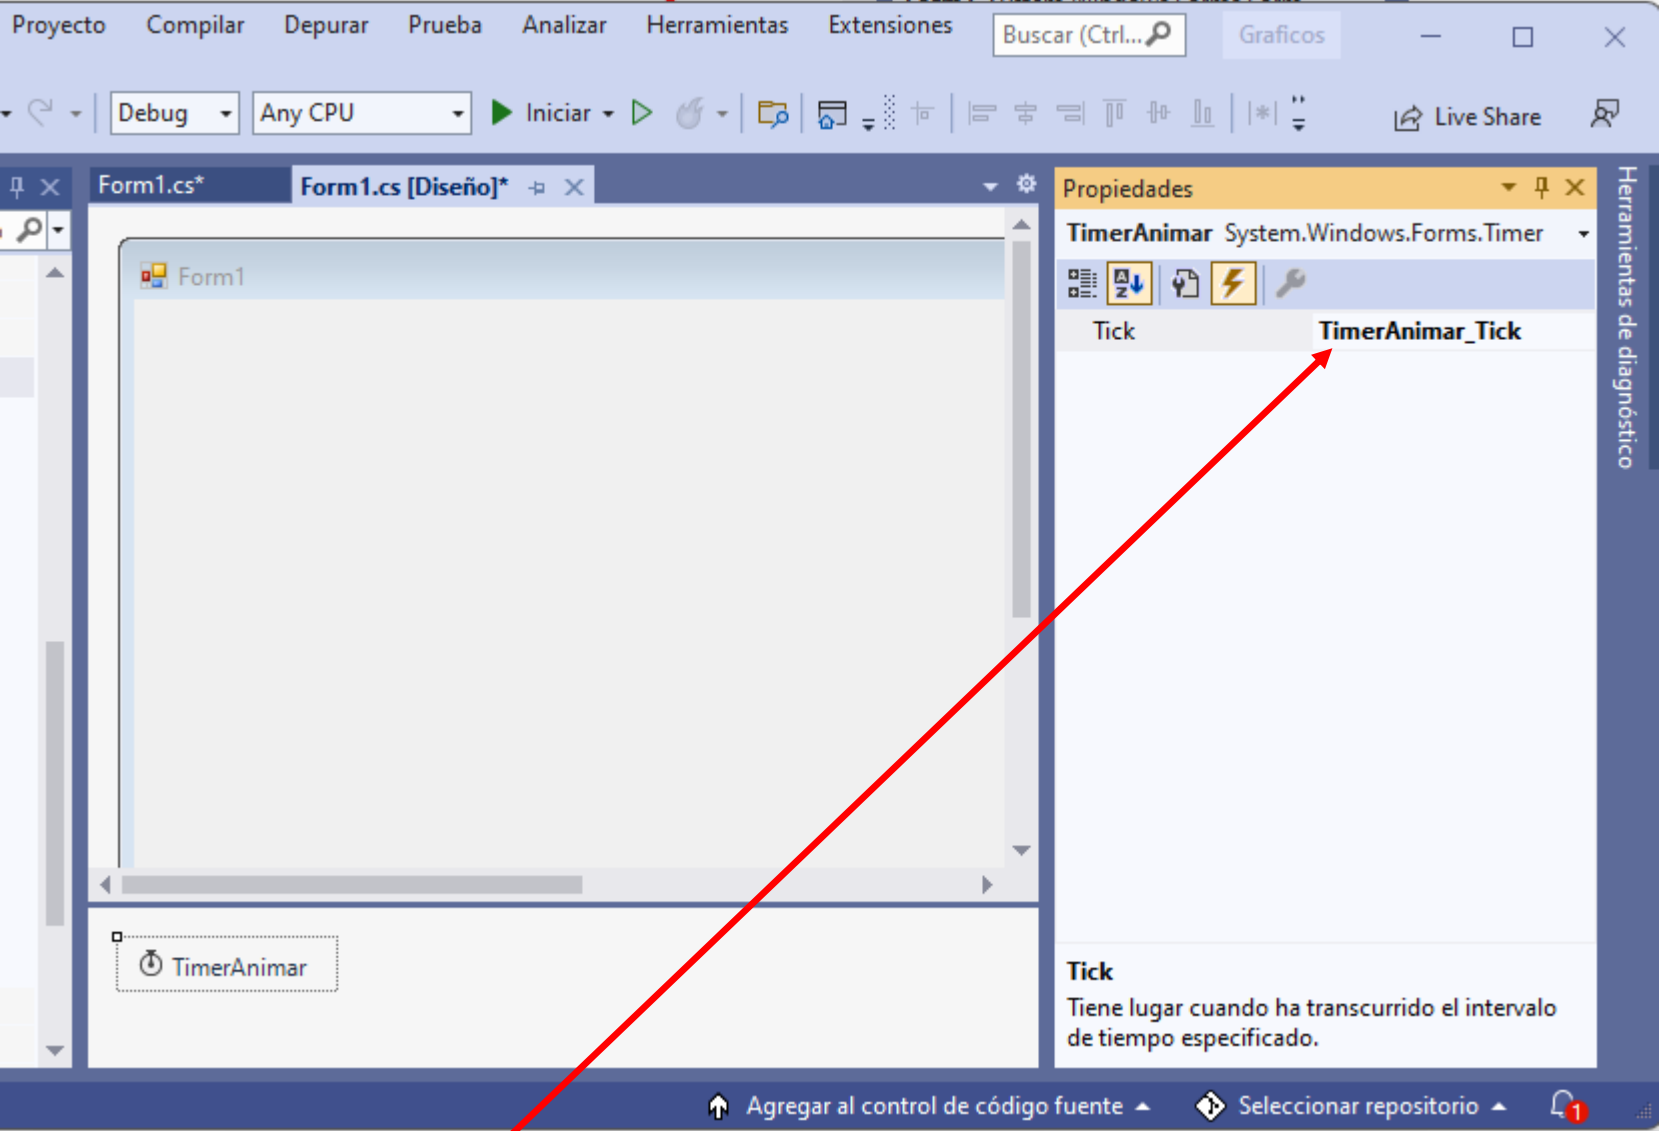 Proyecto Compilar Depurar Prueba Analizar Herramientas Extensiones Buscar (Ctrl... Graficos
Debug Any CPU Iniciar Live Share
Form1.cs* Form1.cs [Diseño]*
Form1
TimerAnimar
Propiedades
TimerAnimar System.Windows.Forms.Timer
Tick TimerAnimar_Tick
Tick
Tiene lugar cuando ha transcurrido el intervalo
de tiempo especificado.
Herramientas de diagnóstico
Agregar al control de código fuente Seleccionar repositorio 1